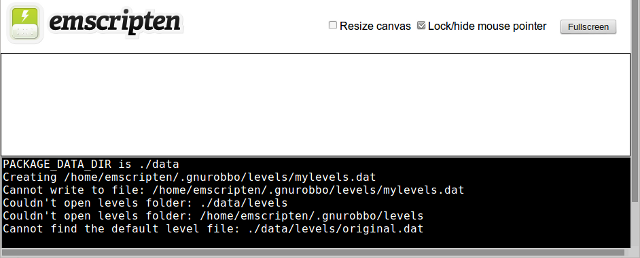 emscripten
Resize canvas Lock/hide mouse pointer Fullscreen
PACKAGE_DATA_DIR is ./data
Creating /home/emscripten/.gnurobbo/levels/mylevels.dat
Cannot write to file: /home/emscripten/.gnurobbo/levels/mylevels.dat
Couldn't open levels folder: ./data/levels
Couldn't open levels folder: /home/emscripten/.gnurobbo/levels
Cannot find the default level file: ./data/levels/original.dat